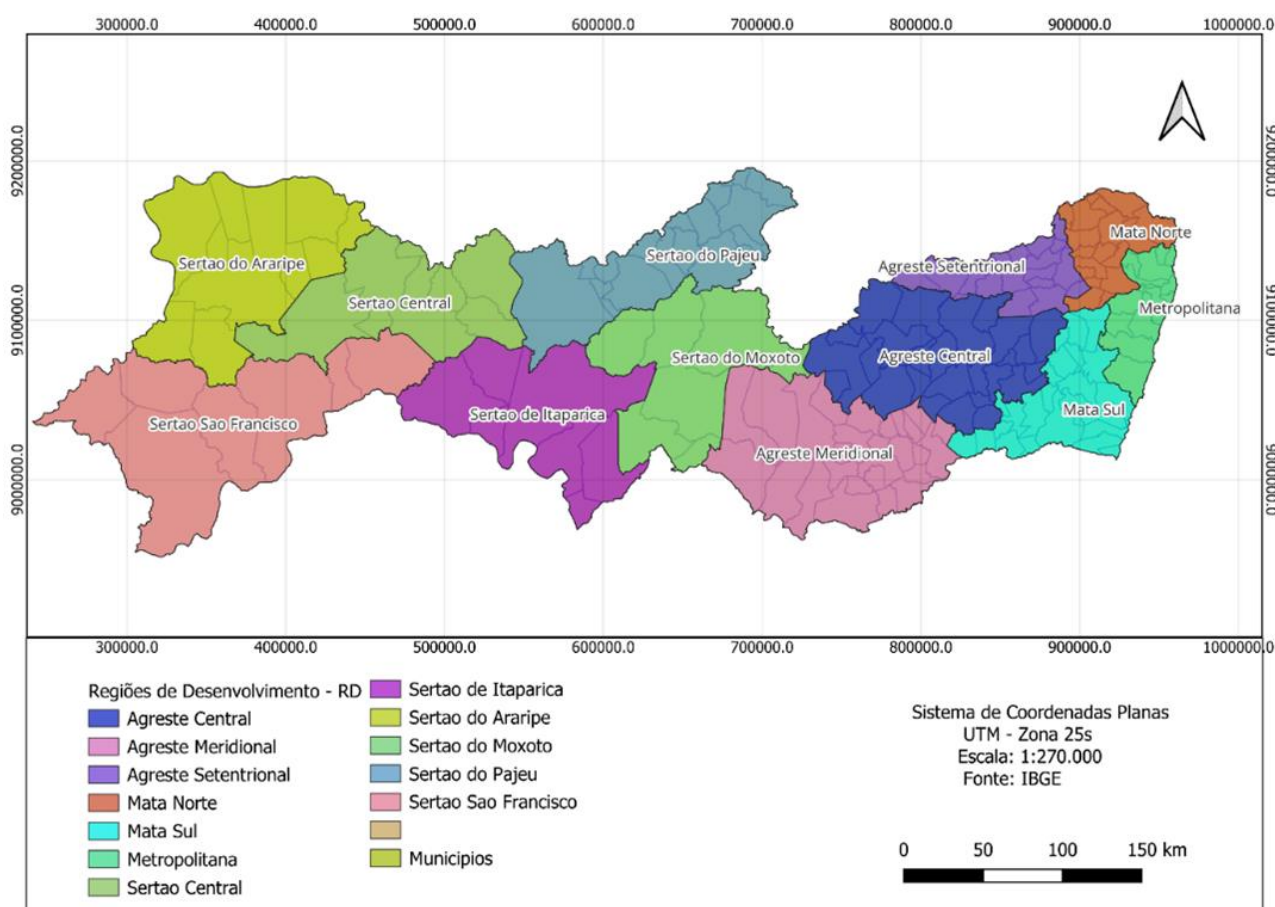 300000.0 400000.0 500000.0 600000.0 700000.0 800000.0 900000.0 1000000.0
9200000.0 9200000.0
Mata Norte
Sertao do Pajeu
Sertao do Araripe
Agreste Setentrional
Sertao Central
Metropolitana
9100000.0 9100000.0
Sertao do Moxoto
Agreste Central
Mata Sul
Sertao de Itaparica
Sertao Sao Francisco
Agreste Meridional
9000000.0 9000000.0
300000.0 400000.0 500000.0 600000.0 700000.0 800000.0 900000.0 1000000.0
Regiões de Desenvolvimento - RD
Agreste Central
Agreste Meridional
Agreste Setentrional
Mata Norte
Mata Sul
Metropolitana
Sertao Central
Sertao de Itaparica
Sertao do Araripe
Sertao do Moxoto
Sertao do Pajeu
Sertao Sao Francisco
Municipios
Sistema de Coordenadas Planas
UTM - Zona 25s
Escala: 1:270.000
Fonte: IBGE
0 50 100 150 km